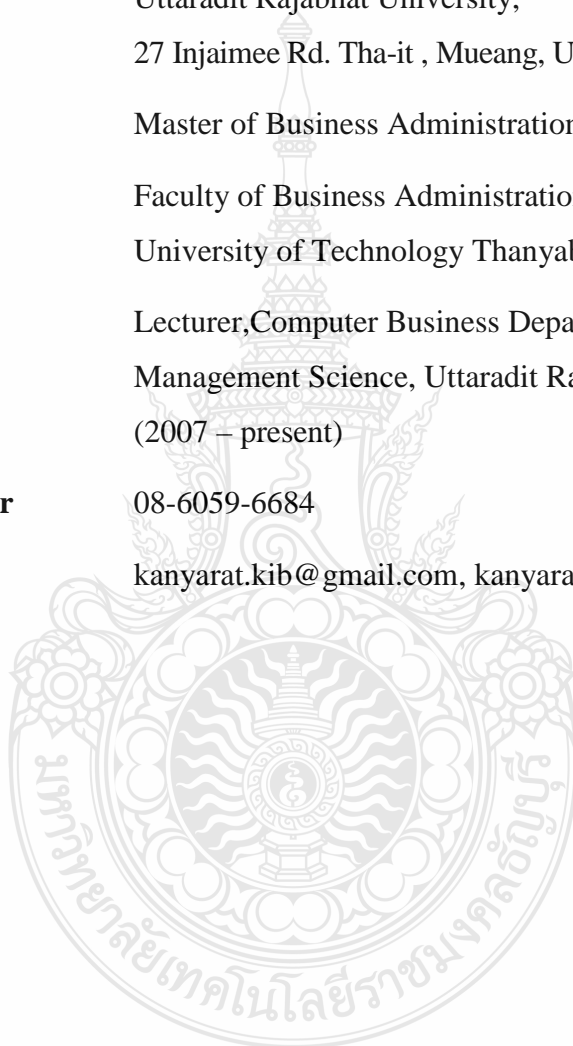 Uttaradit Rajabhat University,
27 Injaimee Rd. Tha-it , Mueang, U
Master of Business Administration
Faculty of Business Administratio
University of Technology Thanyab
Lecturer,Computer Business Depa
Management Science, Uttaradit Ra
(2007 – present)
r 08-6059-6684
kanyarat.kib@gmail.com, kanyara
มหาวิทยาลัยเทคโนโลยีราชมงคลธัญบุรี